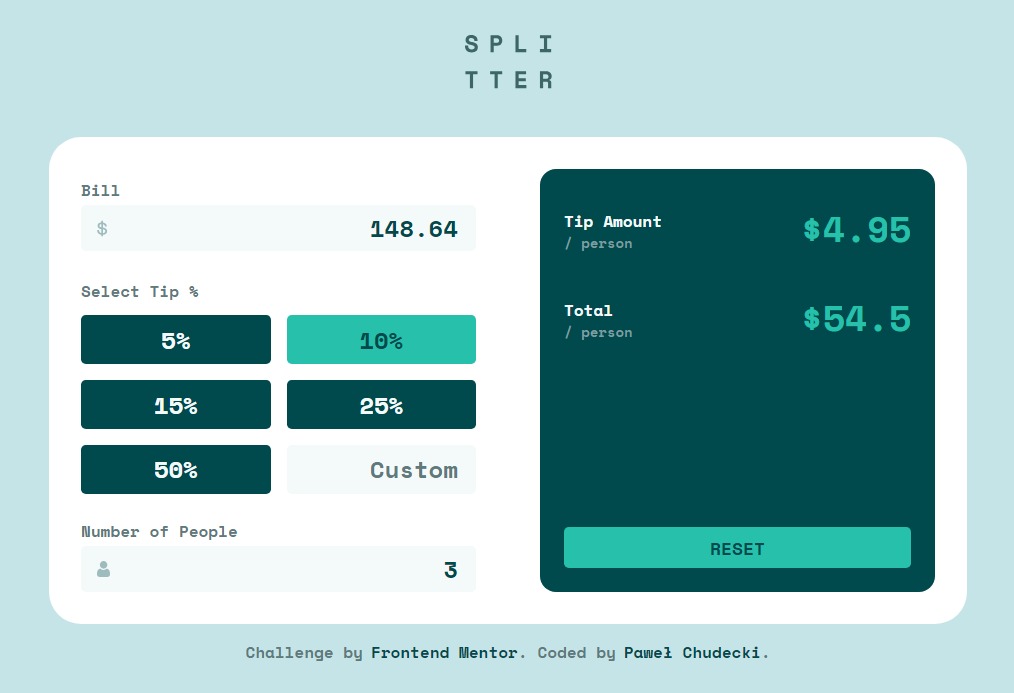 SPLI
TTER
Bill
$ 148.64
Select Tip %
5% 10%
15% 25%
50% Custom
Number of People
3
Tip Amount $4.95
/ person
Total $54.5
/ person
RESET
Challenge by Frontend Mentor. Coded by Paweł Chudecki.